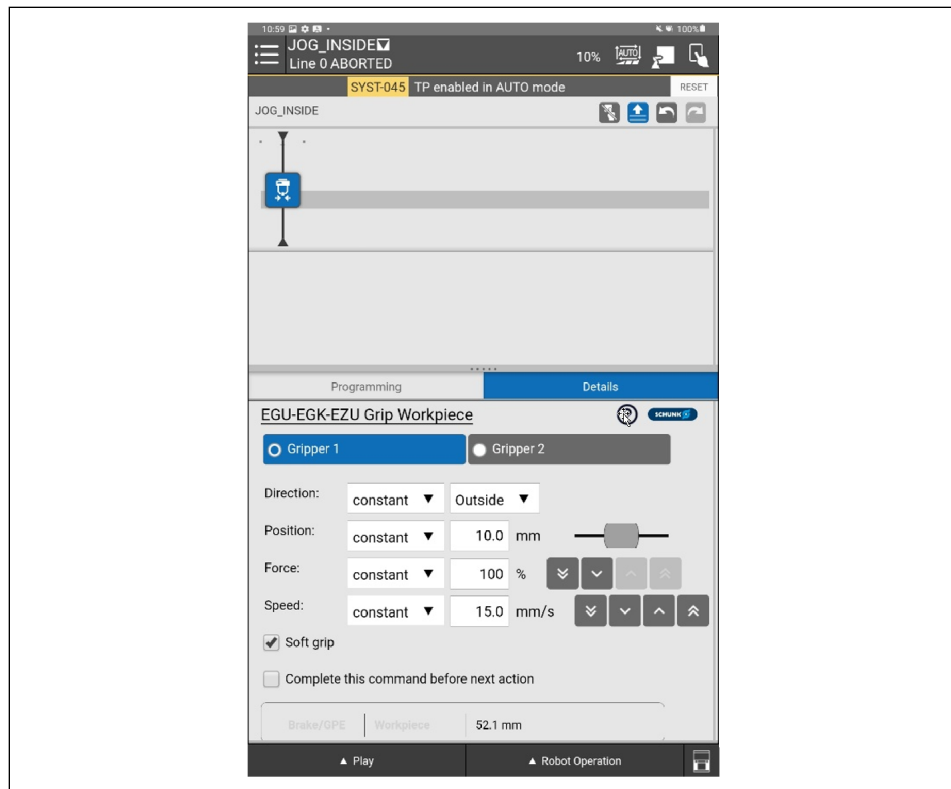 10:59
100%
JOG_INSIDE
Line 0 ABORTED
10%
AUTO
SYST-045 TP enabled in AUTO mode
RESET
JOG_INSIDE
Programming
Details
EGU-EGK-EZU Grip Workpiece
SCHUNK
Gripper 1
Gripper 2
Direction: constant ▼ Outside ▼
Position: constant ▼ 10.0 mm
Force: constant ▼ 100 %
Speed: constant ▼ 15.0 mm/s
Soft grip
Complete this command before next action
Brake/GPE Workpiece 52.1 mm
▲ Play
▲ Robot Operation